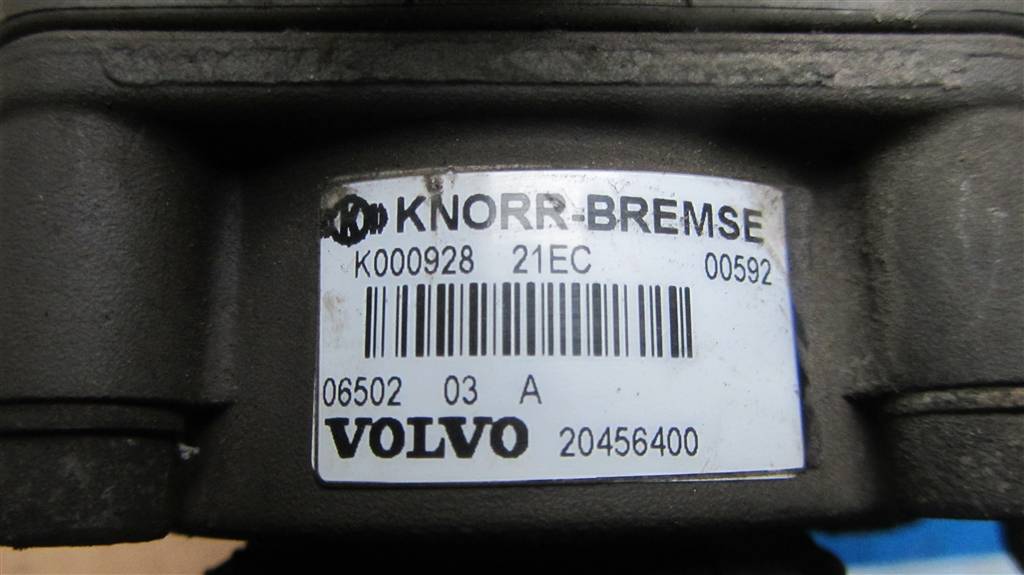 KNORR-BREMSE
K000928 21EC 00592
06502 03 A
VOLVO 20456400